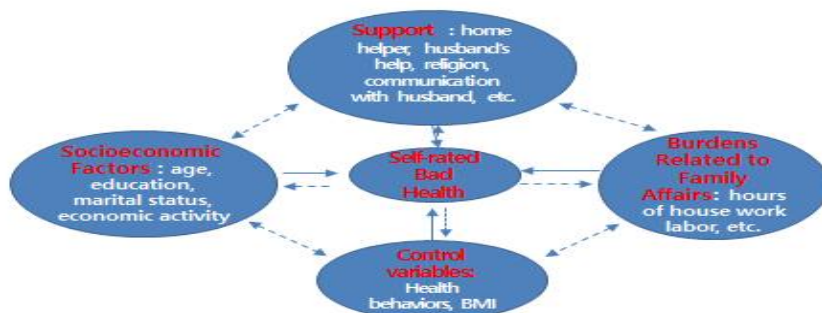 Support : home
helper, husband's
help, religion,
communication
with husband, etc.
Socioeconomic
Factors : age,
education,
marital status,
economic activity
Self-rated
Bad
Health
Burdens
Related to
Family
Affairs: hours
of house work
labor, etc.
Control
variables:
Health
behaviors, BMI